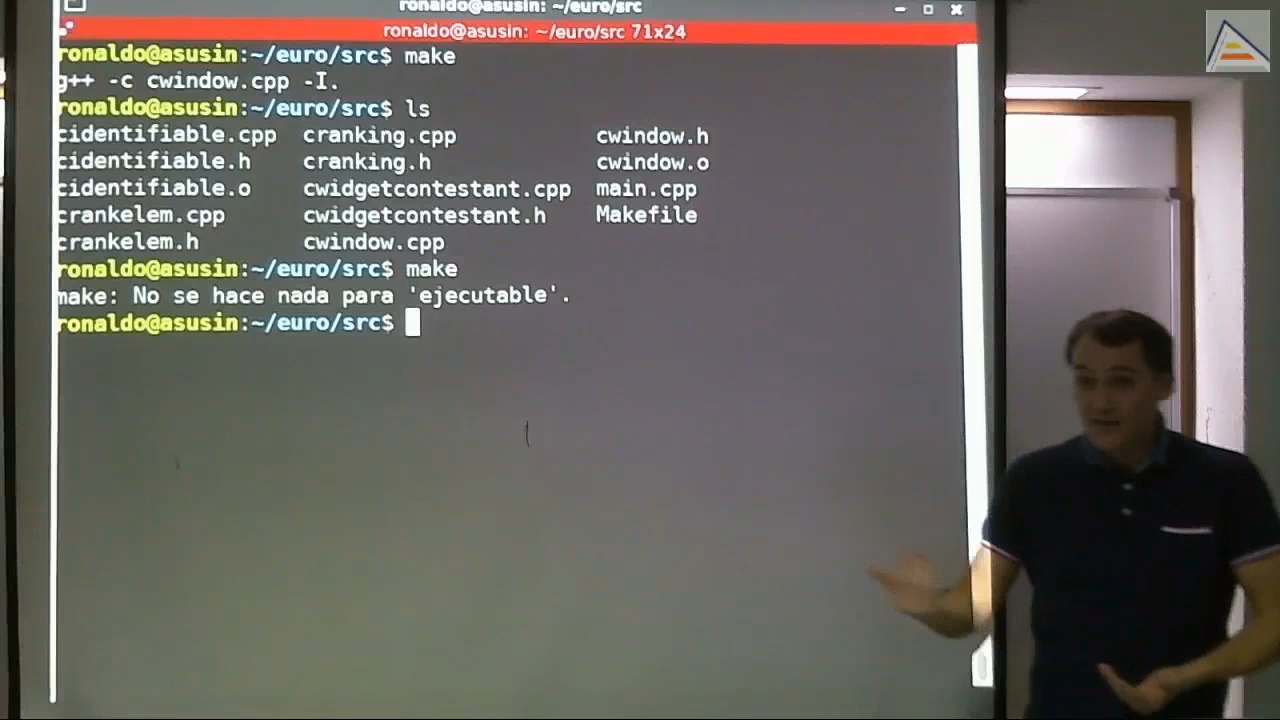 ronaldo@asusin: ~/euro/src
ronaldo@asusin: ~/euro/src 71x24
ronaldo@asusin:~/euro/src$ make
g++ -c cwindow.cpp -I.
ronaldo@asusin:~/euro/src$ ls
cidentifiable.cpp cranking.cpp cwindow.h
cidentifiable.h cranking.h cwindow.o
cidentifiable.o cwidgetcontestant.cpp main.cpp
crankelem.cpp cwidgetcontestant.h Makefile
crankelem.h cwindow.cpp
ronaldo@asusin:~/euro/src$ make
make: No se hace nada para 'ejecutable'.
ronaldo@asusin:~/euro/src$